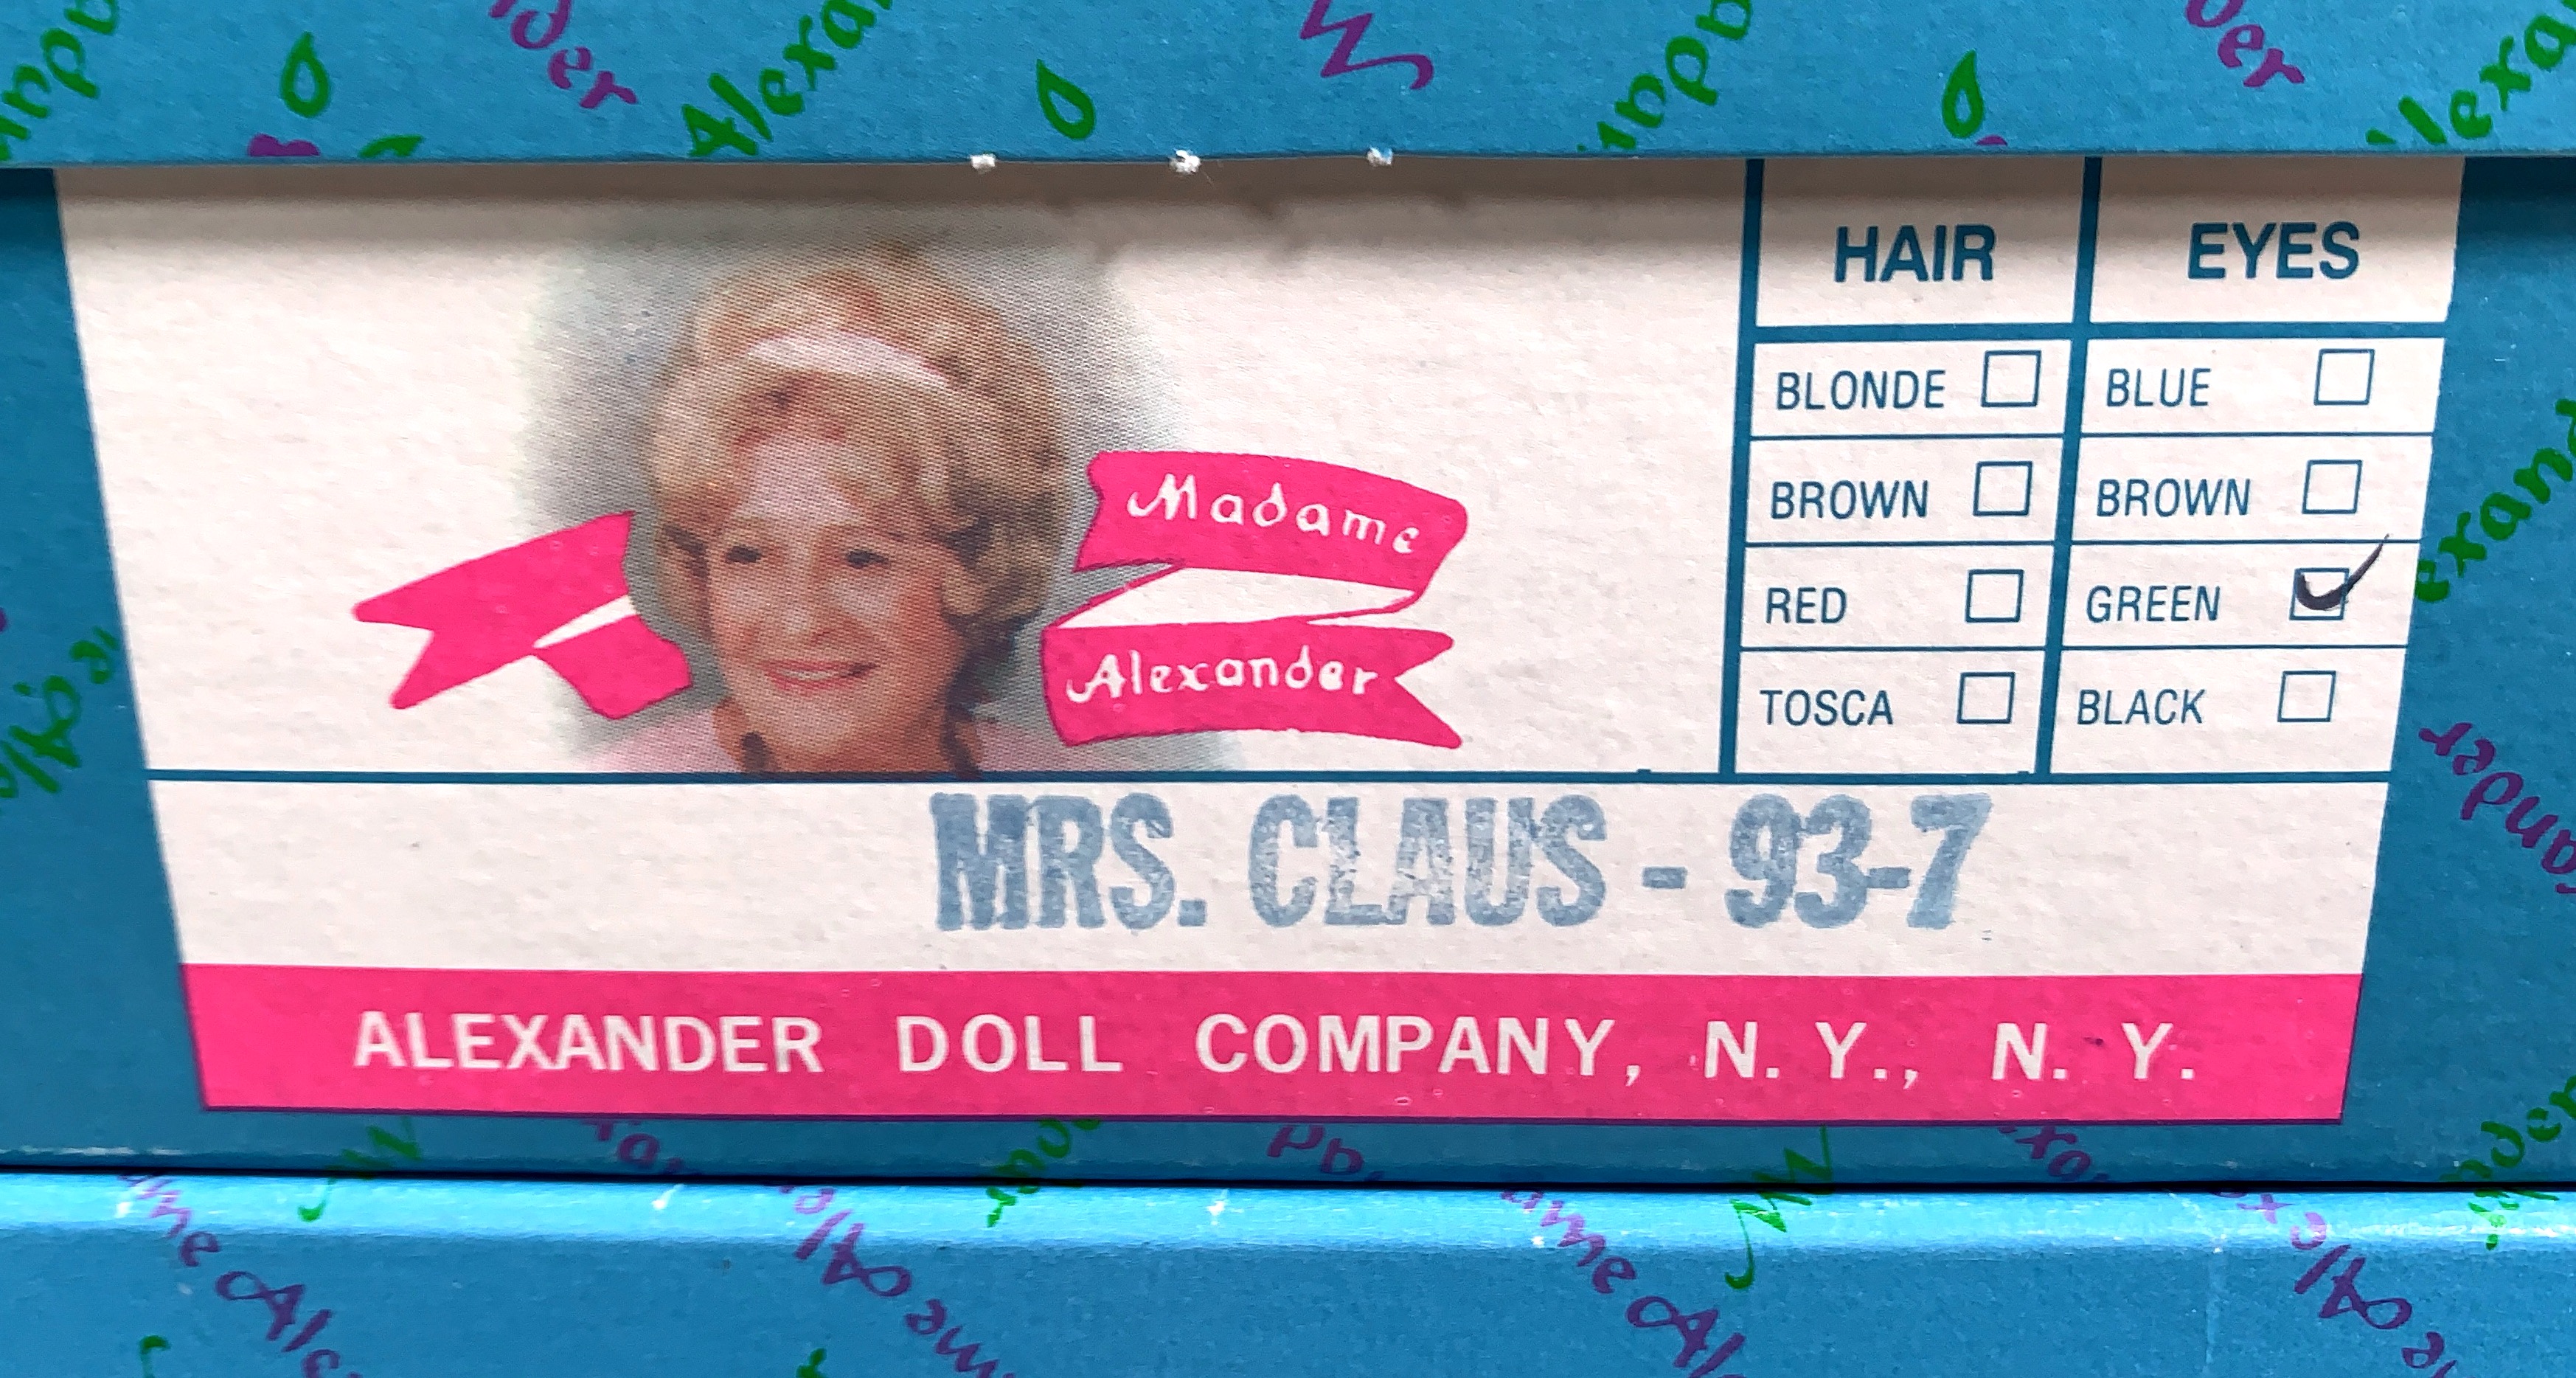 Madame
Alexander
HAIR EYES
BLONDE BLUE
BROWN BROWN
RED GREEN
TOSCA BLACK
MRS. CLAUS - 93-7
ALEXANDER DOLL COMPANY, N. Y., N. Y.